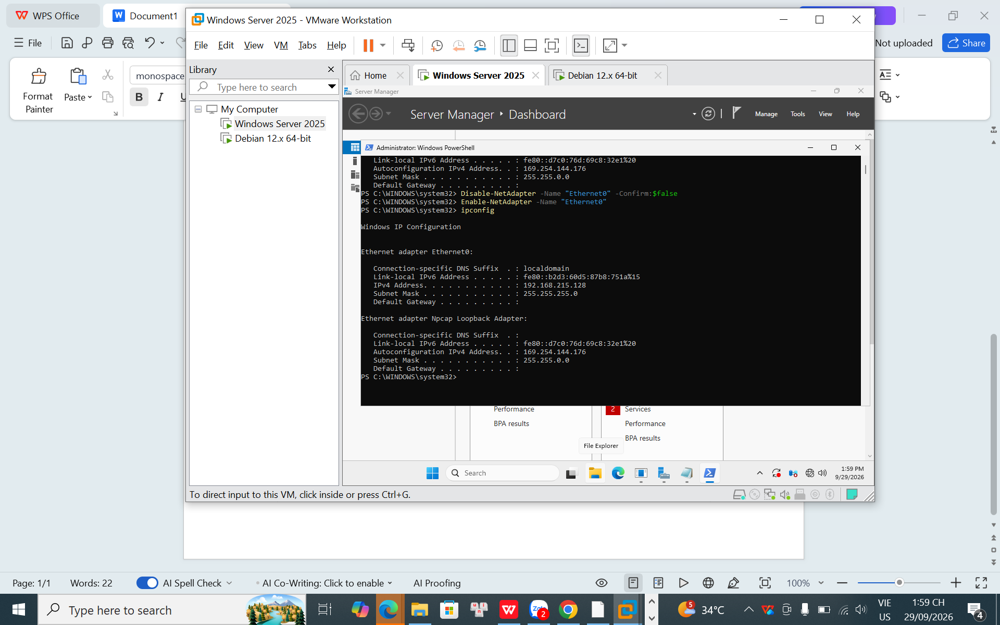 WPS Office
Document1
File
Not uploaded
Share
Format
Painter
Paste
monospace
B
I
U
Windows Server 2025 - VMware Workstation
File
Edit
View
VM
Tabs
Help
Library
Type here to search
My Computer
Windows Server 2025
Debian 12.x 64-bit
Home
Windows Server 2025
Debian 12.x 64-bit
Server Manager
Server Manager
Dashboard
Manage
Tools
View
Help
Administrator: Windows PowerShell
Link-local IPv6 Address . . . . . : fe80::d7c0:76d:69c8:32e1%20
Autoconfiguration IPv4 Address. . : 169.254.144.176
Subnet Mask . . . . . . . . . . . : 255.255.0.0
Default Gateway . . . . . . . . . :
PS C:\WINDOWS\system32> Disable-NetAdapter -Name "Ethernet0" -Confirm:$false
PS C:\WINDOWS\system32> Enable-NetAdapter -Name "Ethernet0"
PS C:\WINDOWS\system32> ipconfig
Windows IP Configuration
Ethernet adapter Ethernet0:
Connection-specific DNS Suffix  . : localdomain
Link-local IPv6 Address . . . . . : fe80::b2d3:60d5:87b8:751a%15
IPv4 Address. . . . . . . . . . . : 192.168.215.128
Subnet Mask . . . . . . . . . . . : 255.255.255.0
Default Gateway . . . . . . . . . :
Ethernet adapter Npcap Loopback Adapter:
Connection-specific DNS Suffix  . :
Link-local IPv6 Address . . . . . : fe80::d7c0:76d:69c8:32e1%20
Autoconfiguration IPv4 Address. . : 169.254.144.176
Subnet Mask . . . . . . . . . . . : 255.255.0.0
Default Gateway . . . . . . . . . :
PS C:\WINDOWS\system32>
Performance
BPA results
2
Services
Performance
BPA results
File Explorer
Search
1:59 PM
9/29/2026
To direct input to this VM, click inside or press Ctrl+G.
Page: 1/1
Words: 22
AI Spell Check
AI Co-Writing: Click to enable
AI Proofing
100%
Type here to search
Zalo
2
5
34°C
VIE
US
1:59 CH
29/09/2026
4